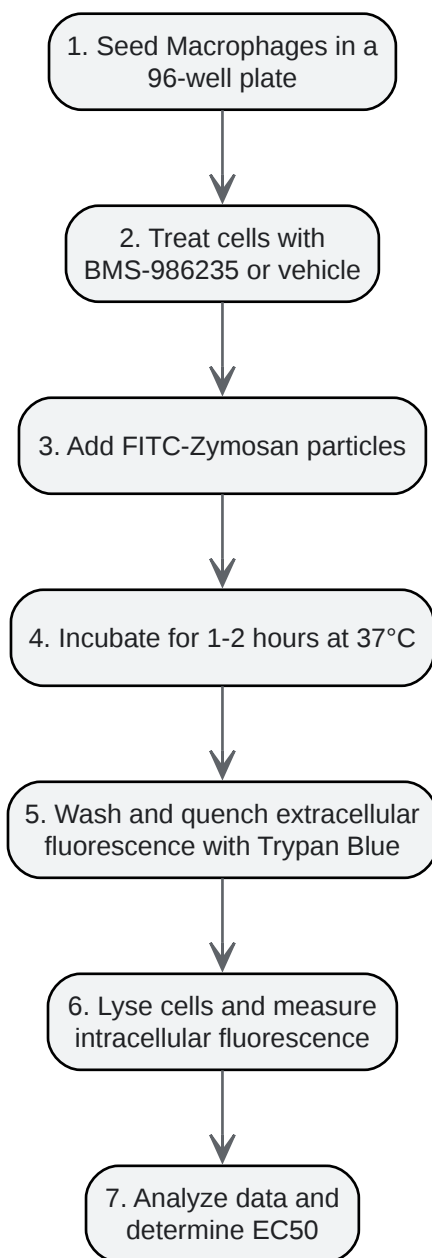 1. Seed Macrophages in a
96-well plate
2. Treat cells with
BMS-986235 or vehicle
3. Add FITC-Zymosan particles
4. Incubate for 1-2 hours at 37°C
5. Wash and quench extracellular
fluorescence with Trypan Blue
6. Lyse cells and measure
intracellular fluorescence
7. Analyze data and
determine EC50